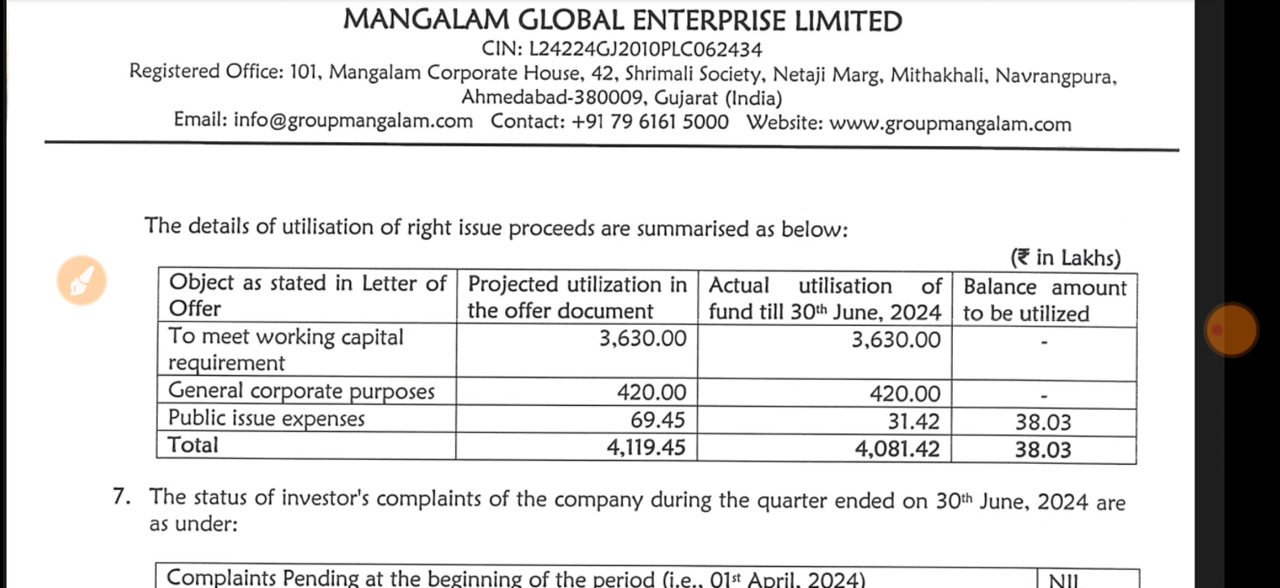 MANGALAM GLOBAL ENTERPRISE LIMITED
CIN: L24224GJ2010PLC062434
Registered Office: 101, Mangalam Corporate House, 42, Shrimali Society, Netaji Marg, Mithakhali, Navrangpura,
Ahmedabad-380009, Gujarat (India)
Email: info@groupmangalam.com Contact: +91 79 6161 5000 Website: www.groupmangalam.com
The details of utilisation of right issue proceeds are summarised as below:
(₹ in Lakhs)
Object as stated in Letter of Projected utilization in Actual utilisation of Balance amount
Offer the offer document fund till 30th June, 2024 to be utilized
To meet working capital 3,630.00 3,630.00 -
requirement
General corporate purposes 420.00 420.00 -
Public issue expenses 69.45 31.42 38.03
Total 4,119.45 4,081.42 38.03
7. The status of investor's complaints of the company during the quarter ended on 30th June, 2024 are
as under:
Complaints Pending at the beginning of the period (i.e., 01st April, 2024) NIL